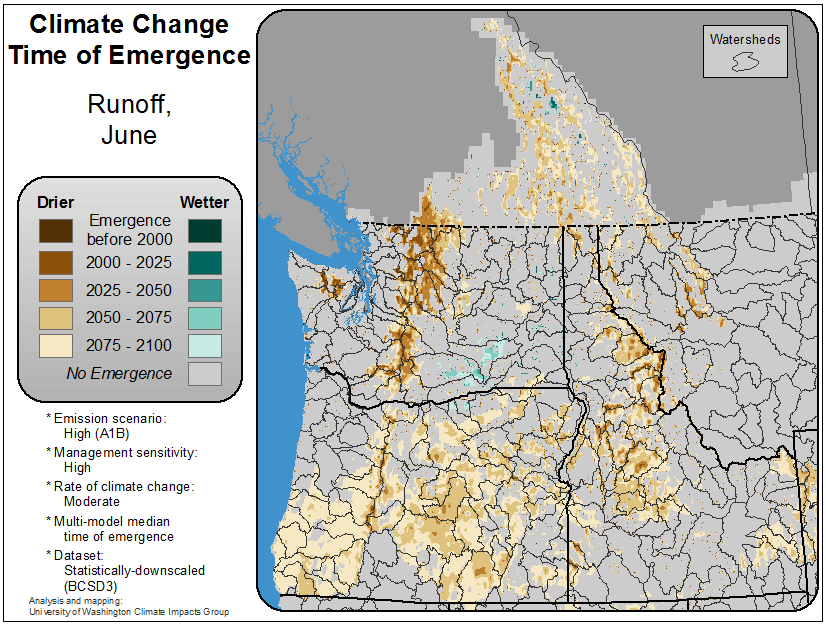 Climate Change
Time of Emergence
Runoff,
June
Drier Wetter
Emergence
before 2000
2000 - 2025
2025 - 2050
2050 - 2075
2075 - 2100
No Emergence
* Emission scenario:
High (A1B)
* Management sensitivity:
High
* Rate of climate change:
Moderate
* Multi-model median
time of emergence
* Dataset:
Statistically-downscaled
(BCSD3)
Analysis and mapping:
University of Washington Climate Impacts Group
Watersheds